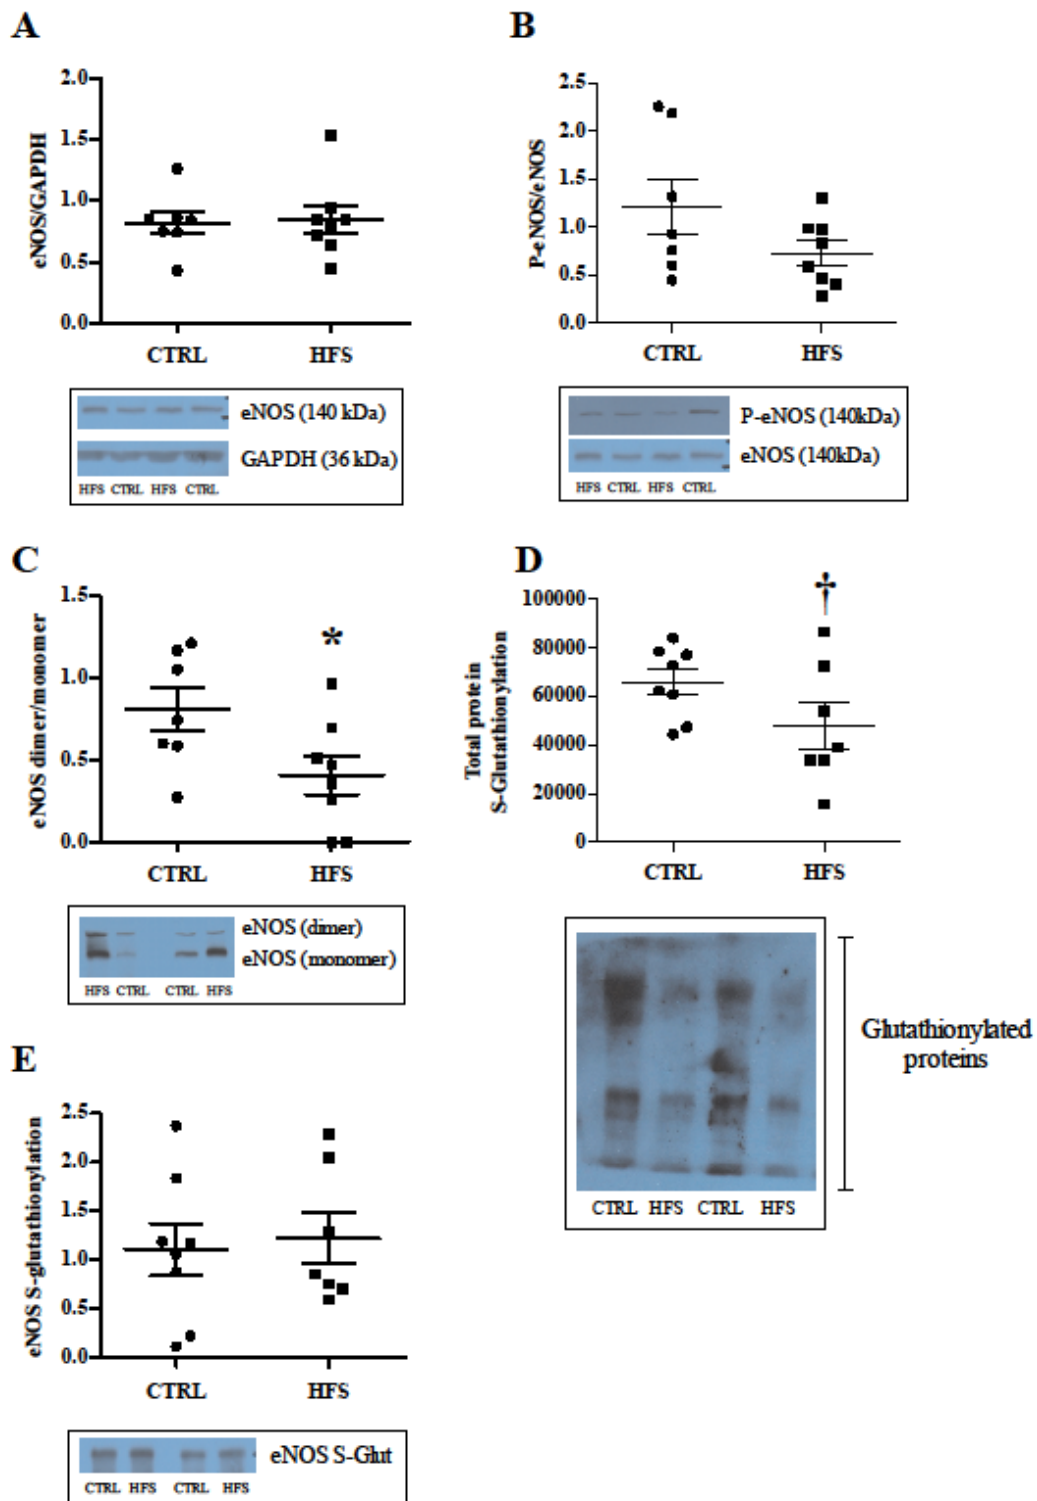 A
eNOS/GAPDH
2.0
1.5
1.0
0.5
0.0
CTRL HFS
eNOS (140 kDa)
GAPDH (36 kDa)
HFS CTRL HFS CTRL
B
P-eNOS/eNOS
2.5
2.0
1.5
1.0
0.5
0.0
CTRL HFS
P-eNOS (140kDa)
eNOS (140kDa)
HFS CTRL HFS CTRL
C
eNOS dimer/monomer
1.5
1.0
0.5
0.0
*
CTRL HFS
eNOS (dimer)
eNOS (monomer)
HFS CTRL CTRL HFS
D
Total protein
S-Glutathionylation
100000
80000
60000
40000
20000
0
†
CTRL HFS
Glutathionylated
proteins
CTRL HFS CTRL HFS
E
eNOS S-glutathionylation
2.5
2.0
1.5
1.0
0.5
0.0
CTRL HFS
eNOS S-Glut
CTRL HFS CTRL HFS